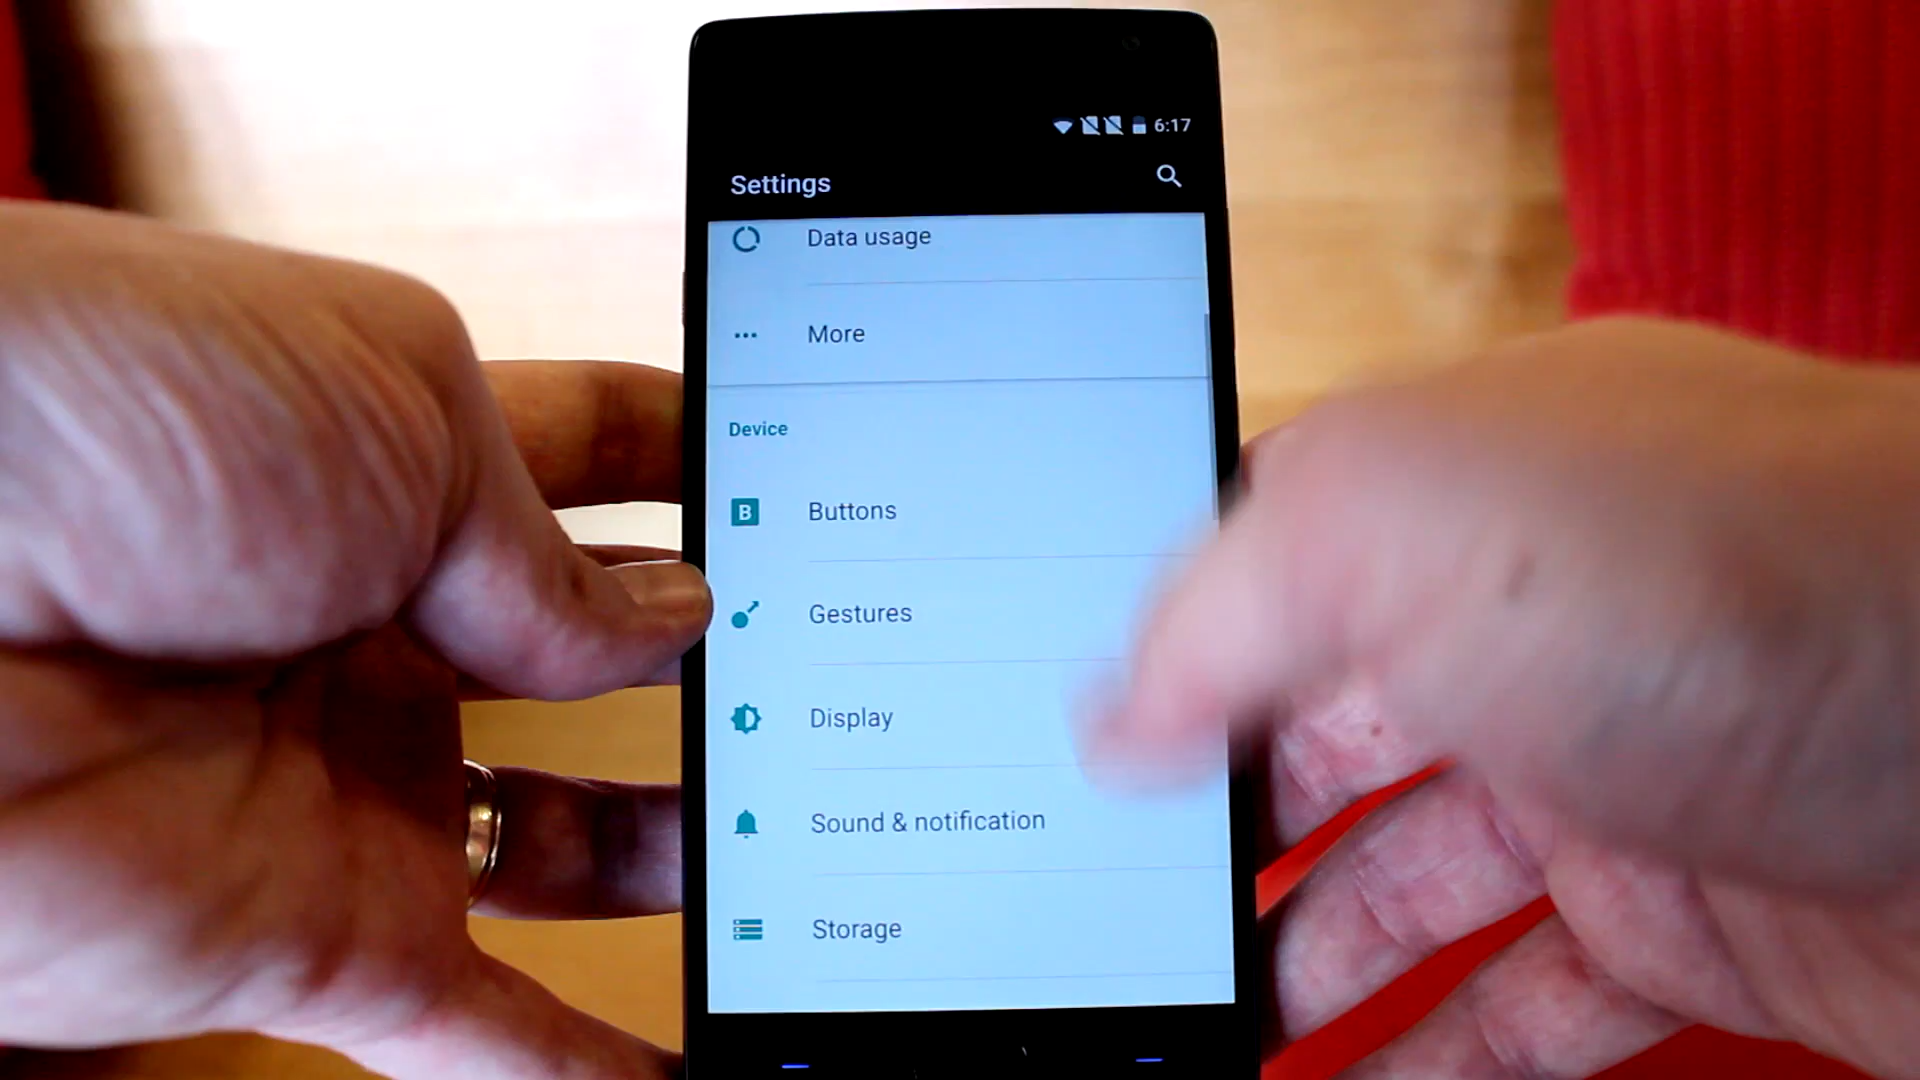 6:17
Settings
Data usage
More
Device
B Buttons
Gestures
Display
Sound & notification
Storage